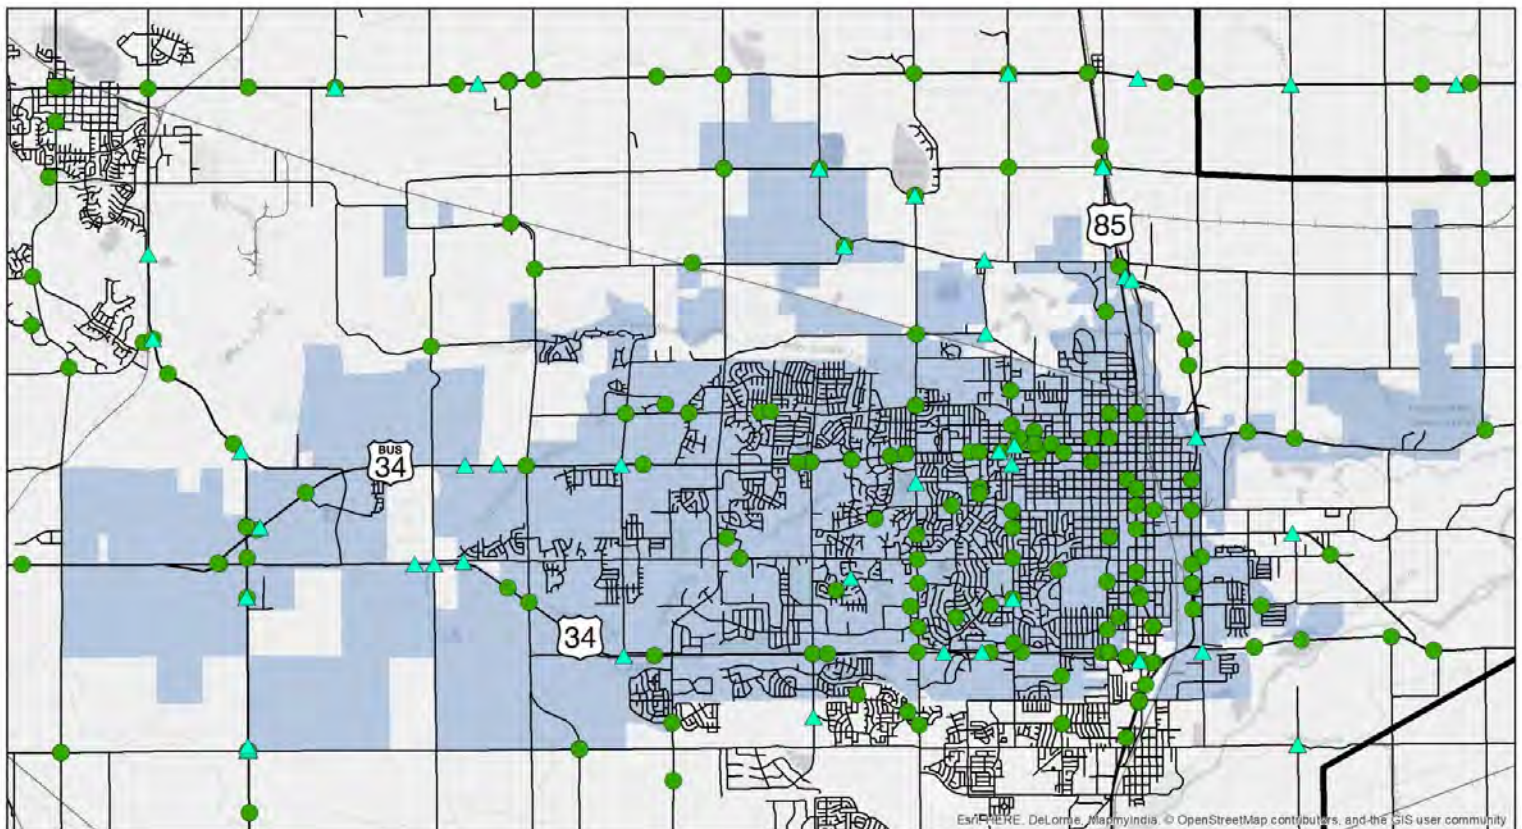 85
BUS
34
34
Esri, HERE, DeLorme, MapmyIndia, © OpenStreetMap contributors, and the GIS user community